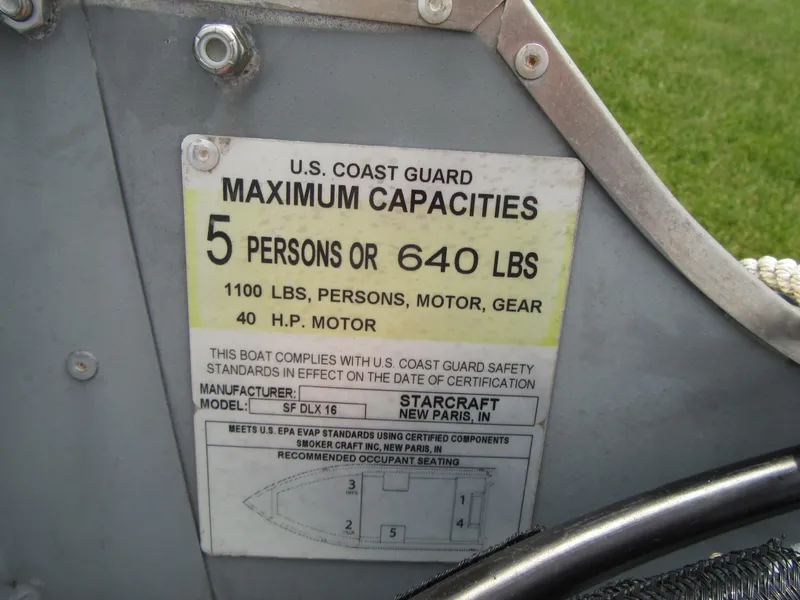 U.S. COAST GUARD
MAXIMUM CAPACITIES
5 PERSONS OR 640 LBS
1100 LBS, PERSONS, MOTOR, GEAR
40 H.P. MOTOR
THIS BOAT COMPLIES WITH U.S. COAST GUARD SAFETY
STANDARDS IN EFFECT ON THE DATE OF CERTIFICATION
MANUFACTURER: STARCRAFT
MODEL: SF DLX 16 NEW PARIS, IN
MEETS U.S. EPA EVAP STANDARDS USING CERTIFIED COMPONENTS
SMOKER CRAFT INC, NEW PARIS, IN
RECOMMENDED OCCUPANT SEATING
3
1
2
5
4